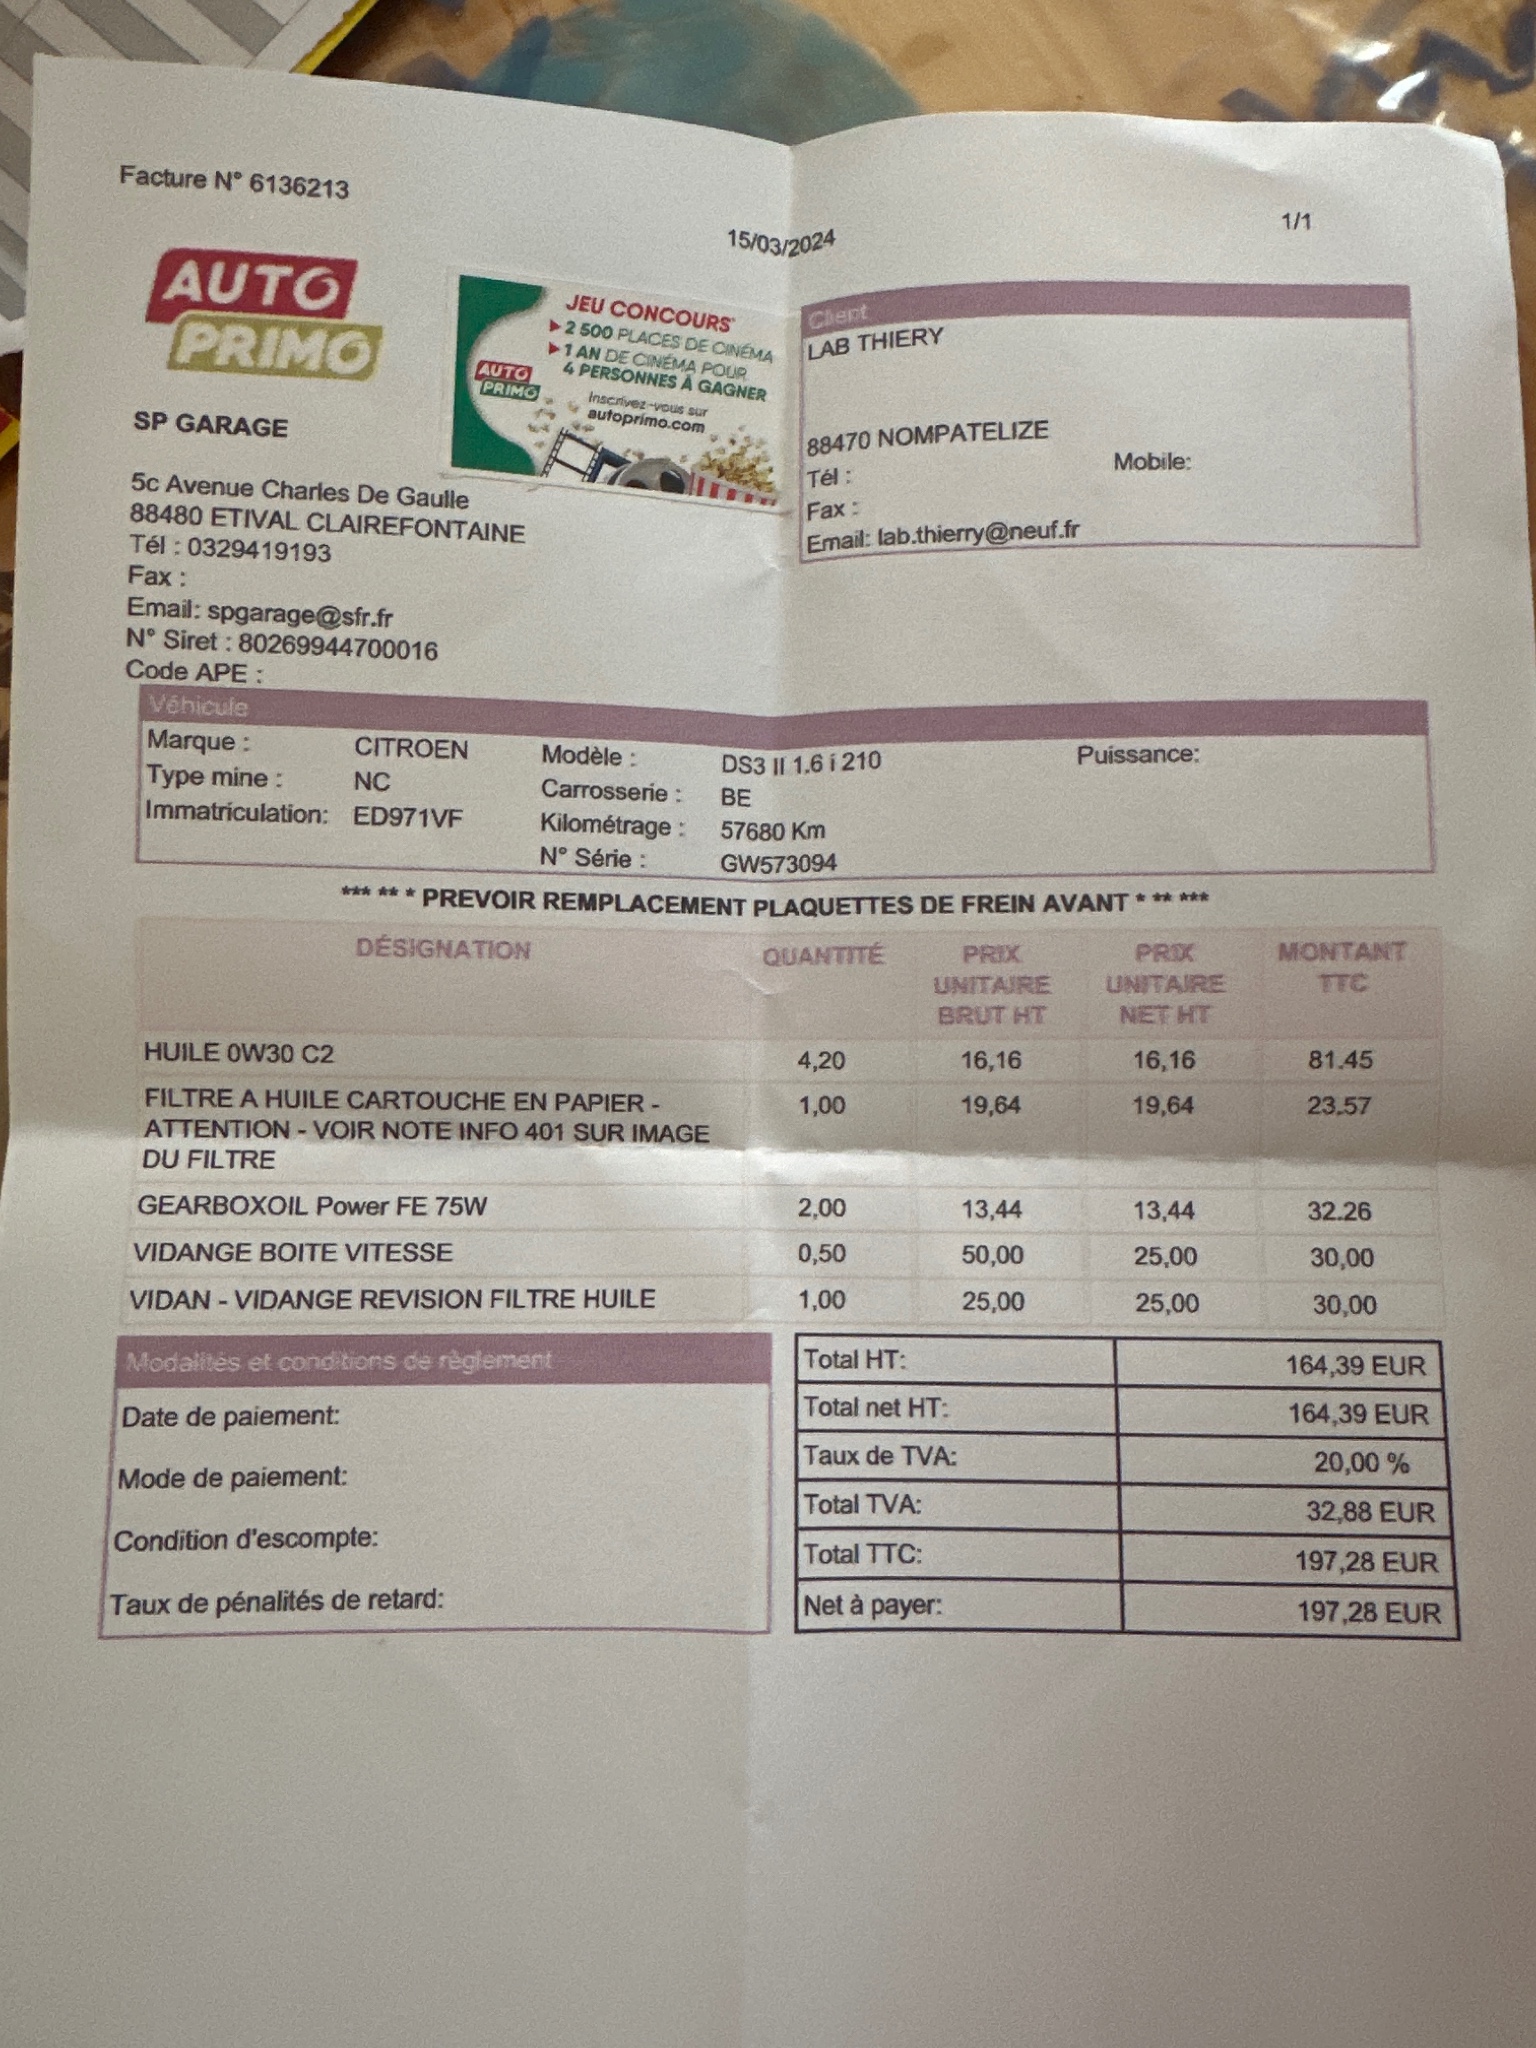 Facture N° 6136213
15/03/2024
1/1
AUTO
PRIMO
JEU CONCOURS*
2 500 PLACES DE CINÉMA
1 AN DE CINÉMA POUR
4 PERSONNES À GAGNER
AUTO
PRIMO
Inscrivez-vous sur
autoprimo.com
Client
LAB THIERY
88470 NOMPATELIZE
Tél :
Mobile:
Fax :
Email: lab.thierry@neuf.fr
SP GARAGE
5c Avenue Charles De Gaulle
88480 ETIVAL CLAIREFONTAINE
Tél : 0329419193
Fax :
Email: spgarage@sfr.fr
N° Siret : 80269944700016
Code APE :
Véhicule
Marque : CITROEN Modèle : DS3 II 1.6 i 210 Puissance:
Type mine : NC Carrosserie : BE
Immatriculation: ED971VF Kilométrage : 57680 Km
N° Série : GW573094
*** ** * PREVOIR REMPLACEMENT PLAQUETTES DE FREIN AVANT * ** ***
DÉSIGNATION QUANTITÉ PRIX UNITAIRE BRUT HT PRIX UNITAIRE NET HT MONTANT TTC
HUILE 0W30 C2 4,20 16,16 16,16 81.45
FILTRE A HUILE CARTOUCHE EN PAPIER - 1,00 19,64 19,64 23.57
ATTENTION - VOIR NOTE INFO 401 SUR IMAGE
DU FILTRE
GEARBOXOIL Power FE 75W 2,00 13,44 13,44 32.26
VIDANGE BOITE VITESSE 0,50 50,00 25,00 30,00
VIDAN - VIDANGE REVISION FILTRE HUILE 1,00 25,00 25,00 30,00
Modalités et conditions de règlement
Date de paiement:
Mode de paiement:
Condition d'escompte:
Taux de pénalités de retard:
Total HT: 164,39 EUR
Total net HT: 164,39 EUR
Taux de TVA: 20,00 %
Total TVA: 32,88 EUR
Total TTC: 197,28 EUR
Net à payer: 197,28 EUR